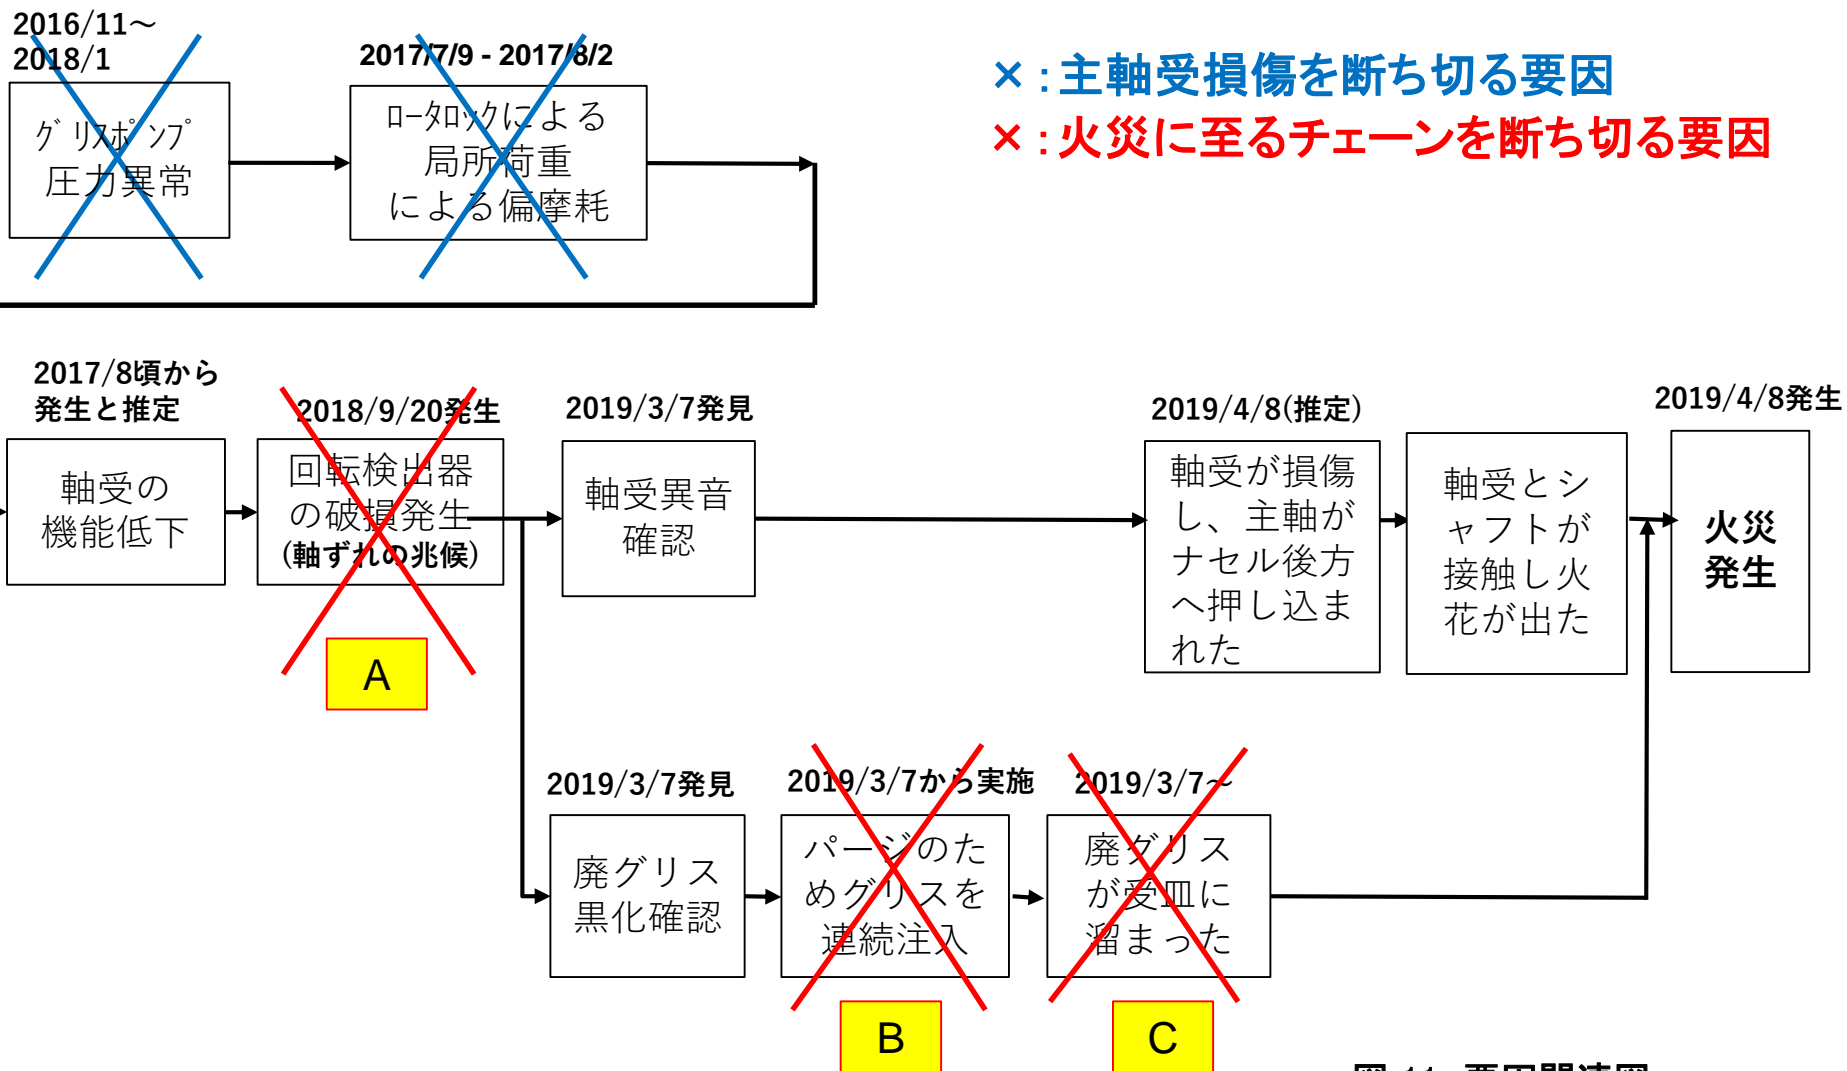 2016/11～
2018/1
グリスポンプ
圧力異常
2017/7/9 - 2017/8/2
ﾛｰﾀﾛｯｸによる
局所荷重
による偏摩耗
×：主軸受損傷を断ち切る要因
×：火災に至るチェーンを断ち切る要因
2017/8頃から
発生と推定
軸受の
機能低下
2018/9/20発生
回転検出器
の破損発生
(軸ずれの兆候)
A
2019/3/7発見
軸受異音
確認
2019/4/8(推定)
軸受が損傷
し、主軸が
ナセル後方
へ押し込ま
れた
軸受とシ
ャフトが
接触し火
花が出た
2019/4/8発生
火災
発生
2019/3/7発見
廃グリス
黒化確認
2019/3/7から実施
パージのた
めグリスを
連続注入
B
2019/3/7～
廃グリス
が受皿に
溜まった
C
図 11 要因関連図